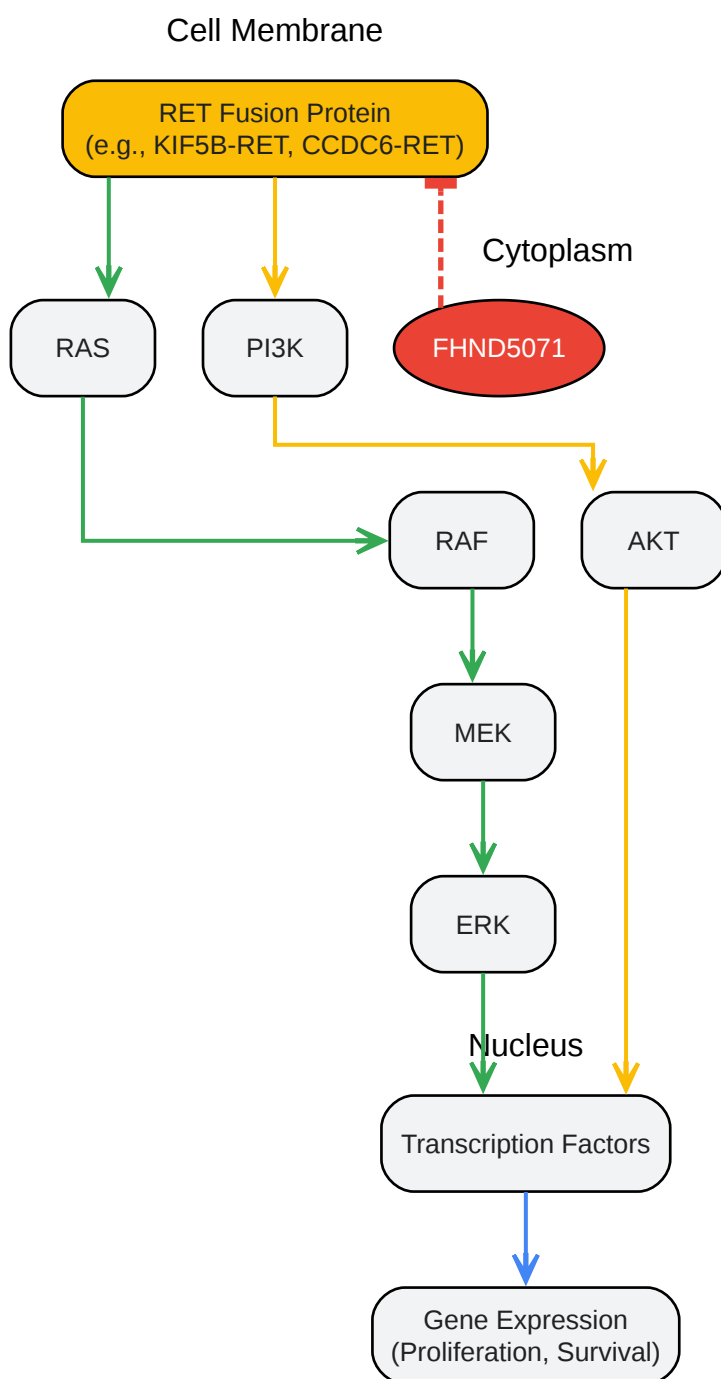 Cell Membrane
RET Fusion Protein
(e.g., KIF5B-RET, CCDC6-RET)
Cytoplasm
RAS
PI3K
FHND5071
RAF
AKT
MEK
ERK
Nucleus
Transcription Factors
Gene Expression
(Proliferation, Survival)